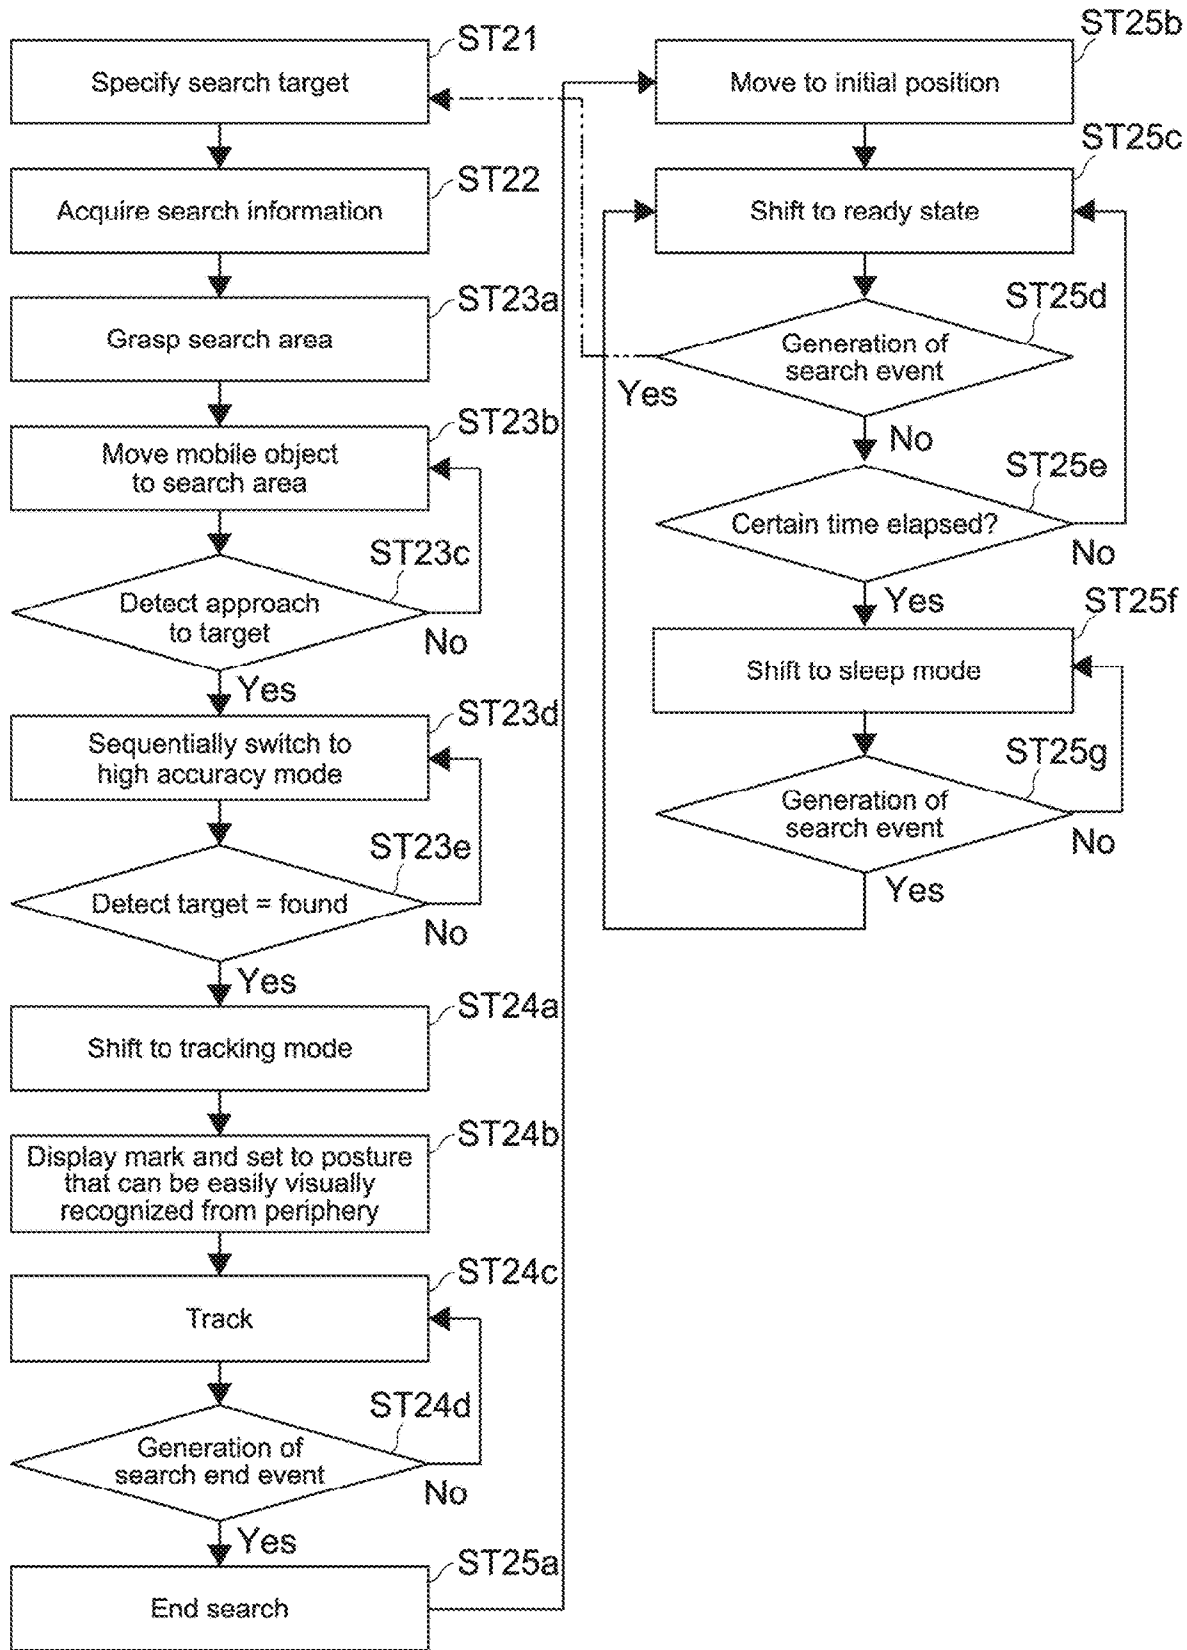 ST21
Specify search target
ST22
Acquire search information
ST23a
Grasp search area
ST23b
Move mobile object
to search area
ST23c
Detect approach
to target
No
Yes
ST23d
Sequentially switch to
high accuracy mode
ST23e
Detect target = found
No
Yes
ST24a
Shift to tracking mode
ST24b
Display mark and set to posture
that can be easily visually
recognized from periphery
ST24c
Track
ST24d
Generation of
search end event
No
Yes
ST25a
End search
ST25b
Move to initial position
ST25c
Shift to ready state
ST25d
Generation of
search event
Yes
No
ST25e
Certain time elapsed?
No
Yes
ST25f
Shift to sleep mode
ST25g
Generation of
search event
No
Yes